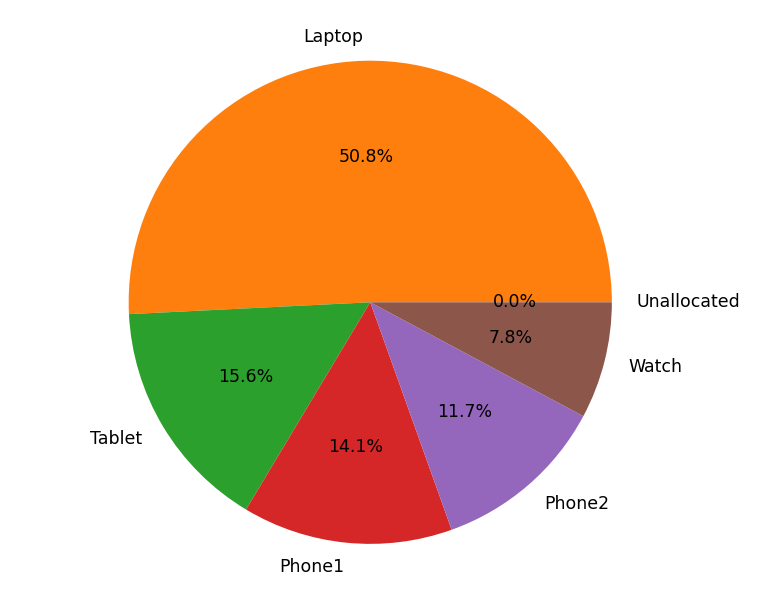 Laptop
50.8%
0.0%
Unallocated
7.8%
Watch
15.6%
11.7%
Tablet
14.1%
Phone2
Phone1